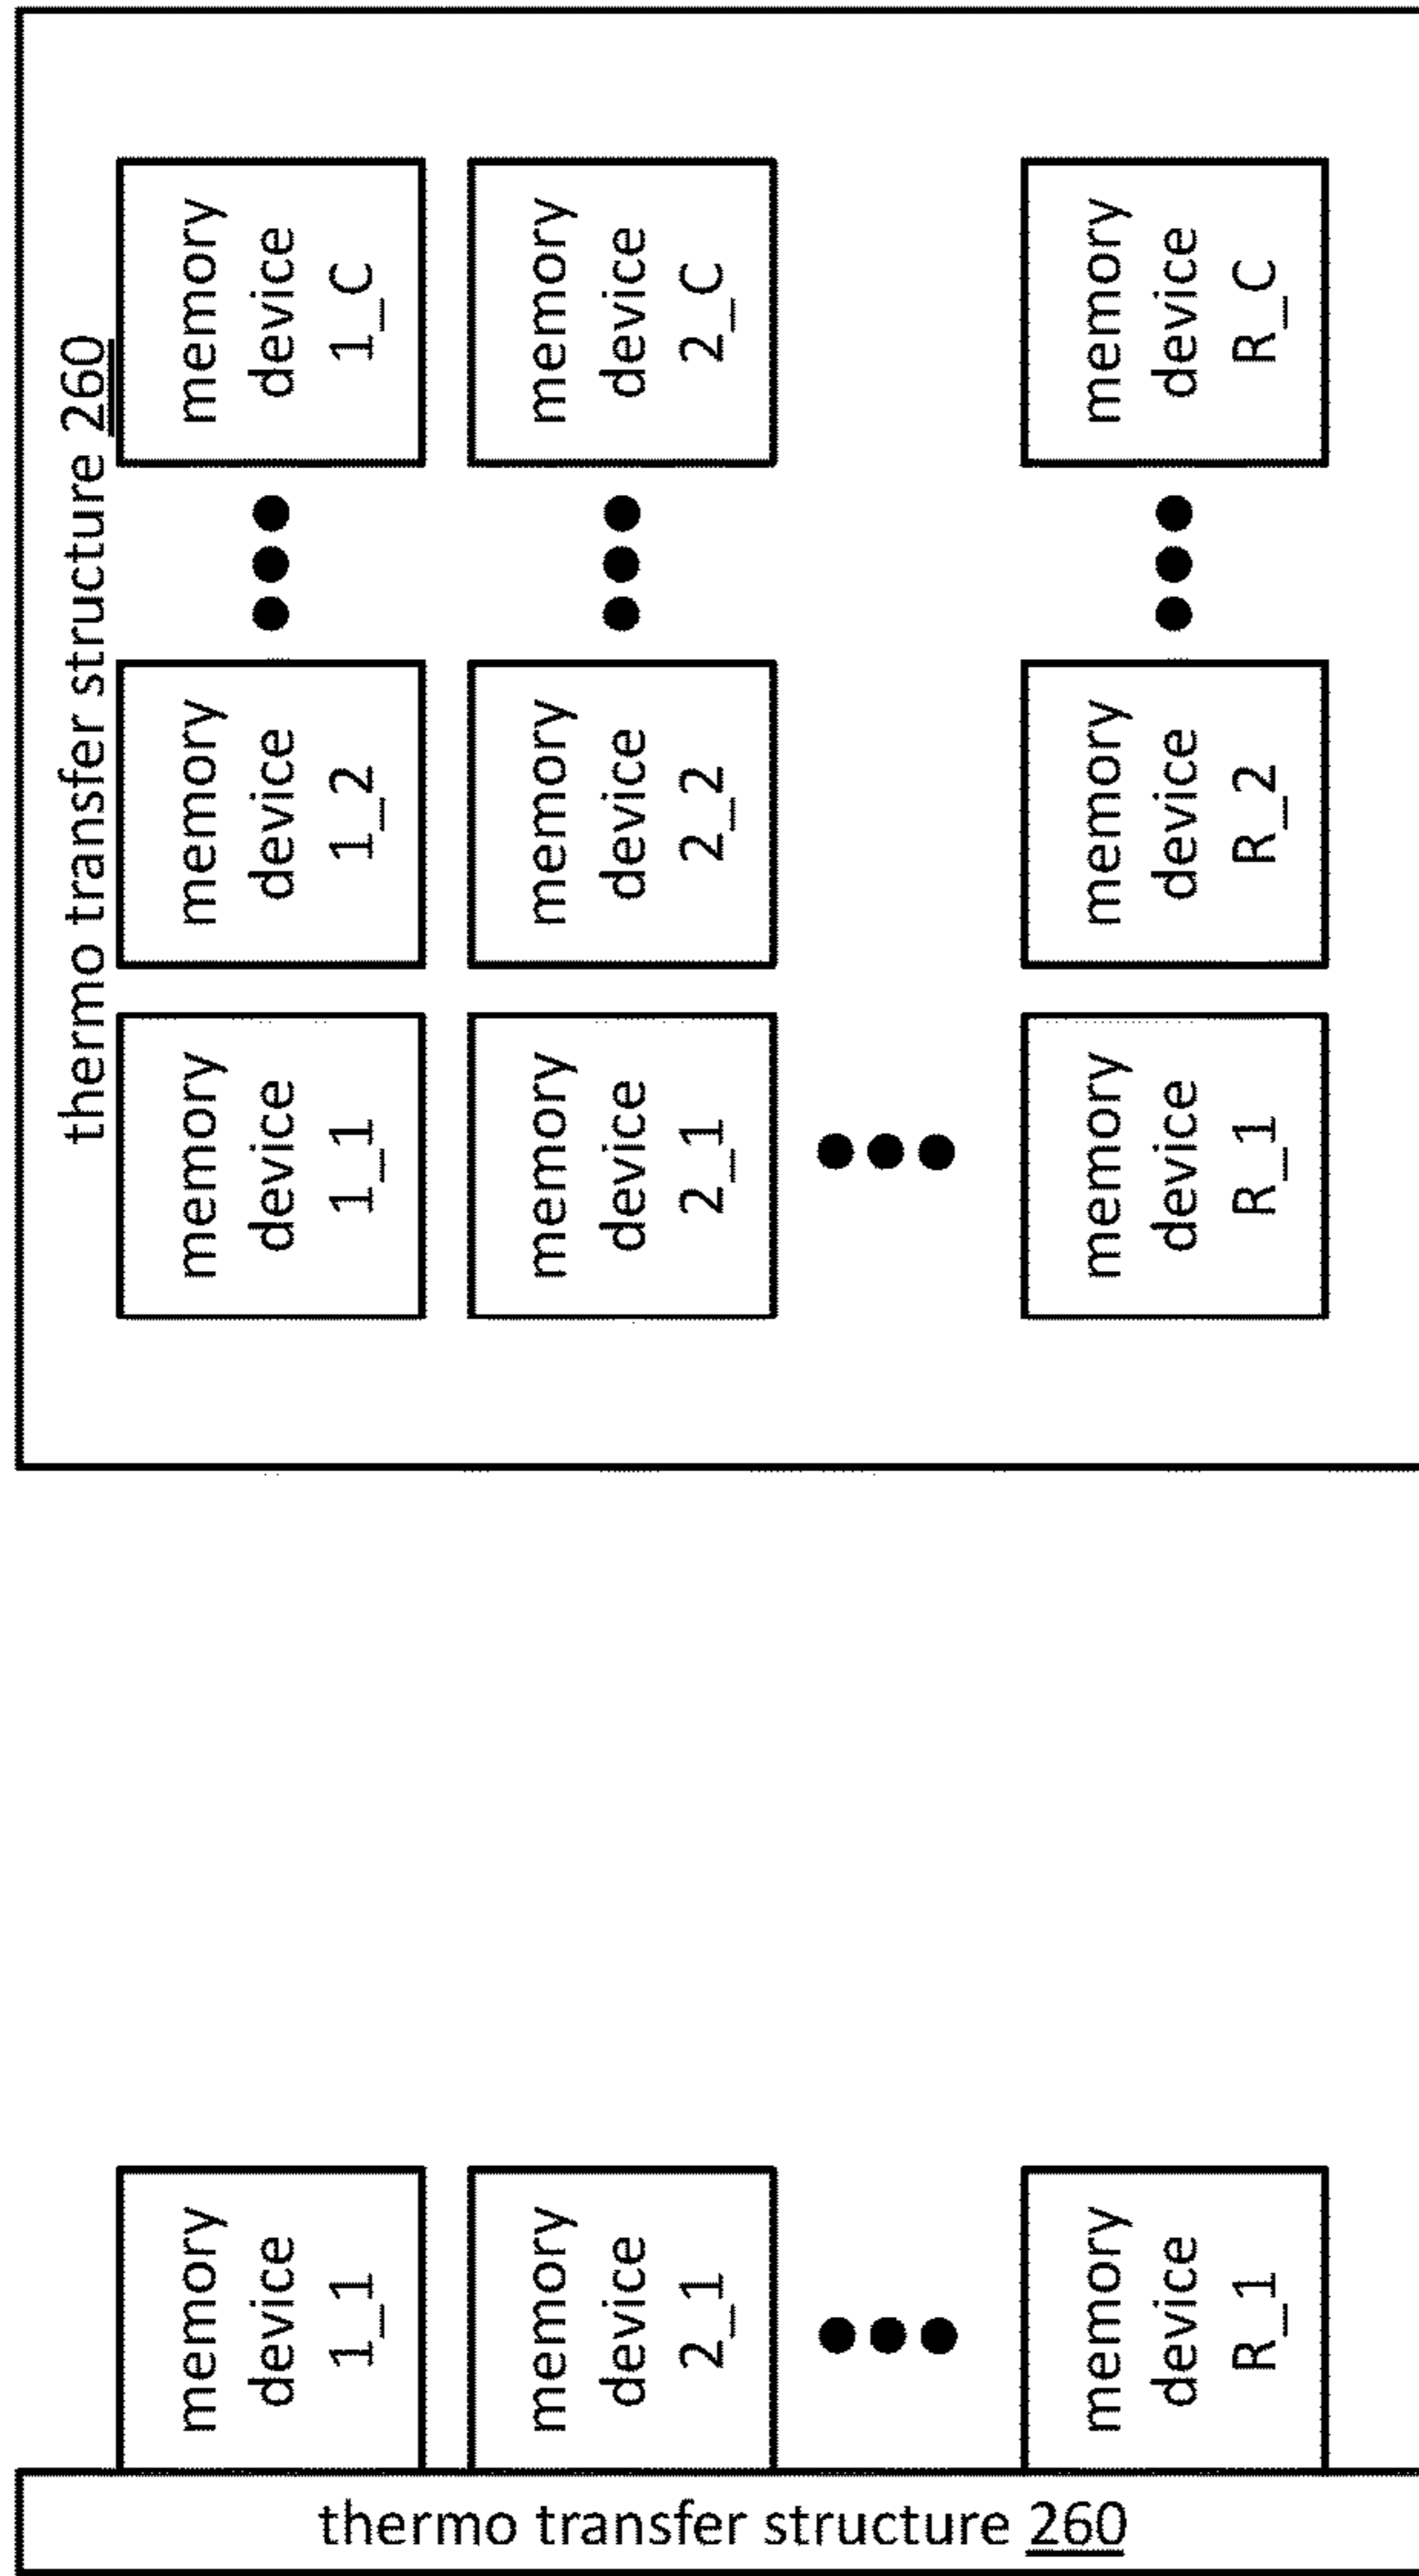 thermo transfer structure 260
memory
device
1_1
memory
device
2_1
memory
device
R_1
thermo transfer structure 260
memory
device
1_1
memory
device
1_2
memory
device
1_C
memory
device
2_1
memory
device
2_2
memory
device
2_C
memory
device
R_1
memory
device
R_2
memory
device
R_C